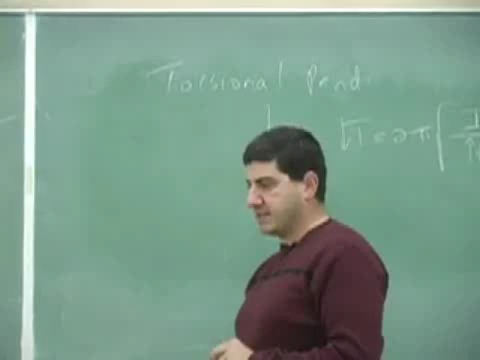 Torsional Pend.
T = 2π √ I